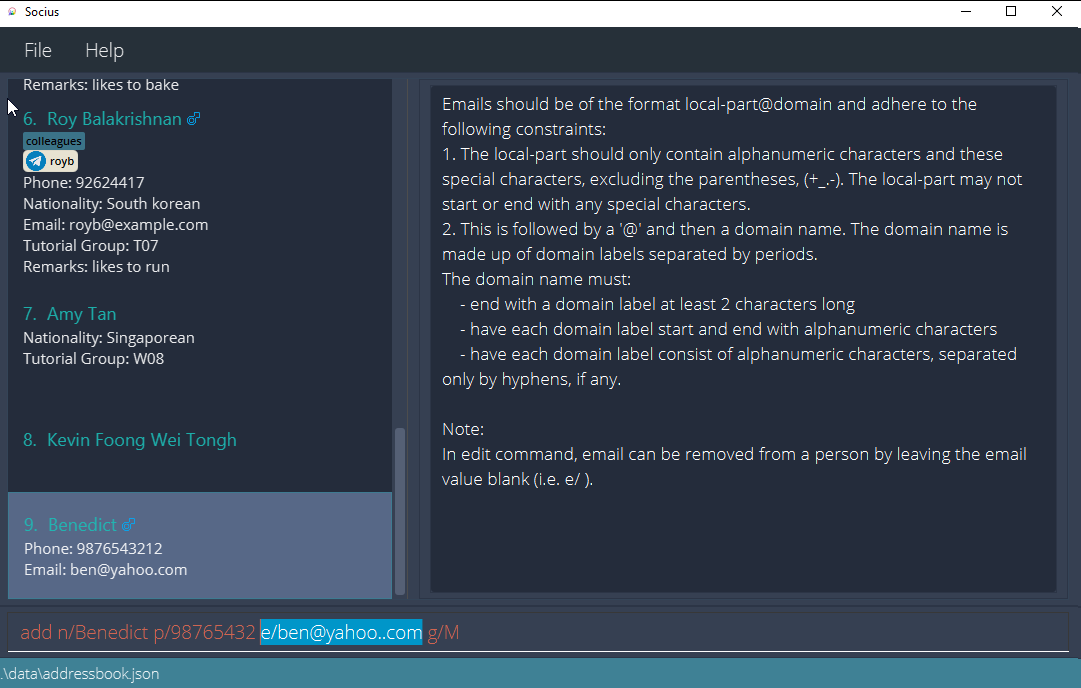 Socius
File Help
Remarks: likes to bake
6. Roy Balakrishnan
colleagues
royb
Phone: 92624417
Nationality: South korean
Email: royb@example.com
Tutorial Group: T07
Remarks: likes to run
7. Amy Tan
Nationality: Singaporean
Tutorial Group: W08
8. Kevin Foong Wei Tongh
9. Benedict
Phone: 9876543212
Email: ben@yahoo.com
Emails should be of the format local-part@domain and adhere to the
following constraints:
1. The local-part should only contain alphanumeric characters and these
special characters, excluding the parentheses, (+_.-). The local-part may not
start or end with any special characters.
2. This is followed by a '@' and then a domain name. The domain name is
made up of domain labels separated by periods.
The domain name must:
- end with a domain label at least 2 characters long
- have each domain label start and end with alphanumeric characters
- have each domain label consist of alphanumeric characters, separated
only by hyphens, if any.
Note:
In edit command, email can be removed from a person by leaving the email
value blank (i.e. e/ ).
add n/Benedict p/98765432 e/ben@yahoo..com g/M
.\data\addressbook.json